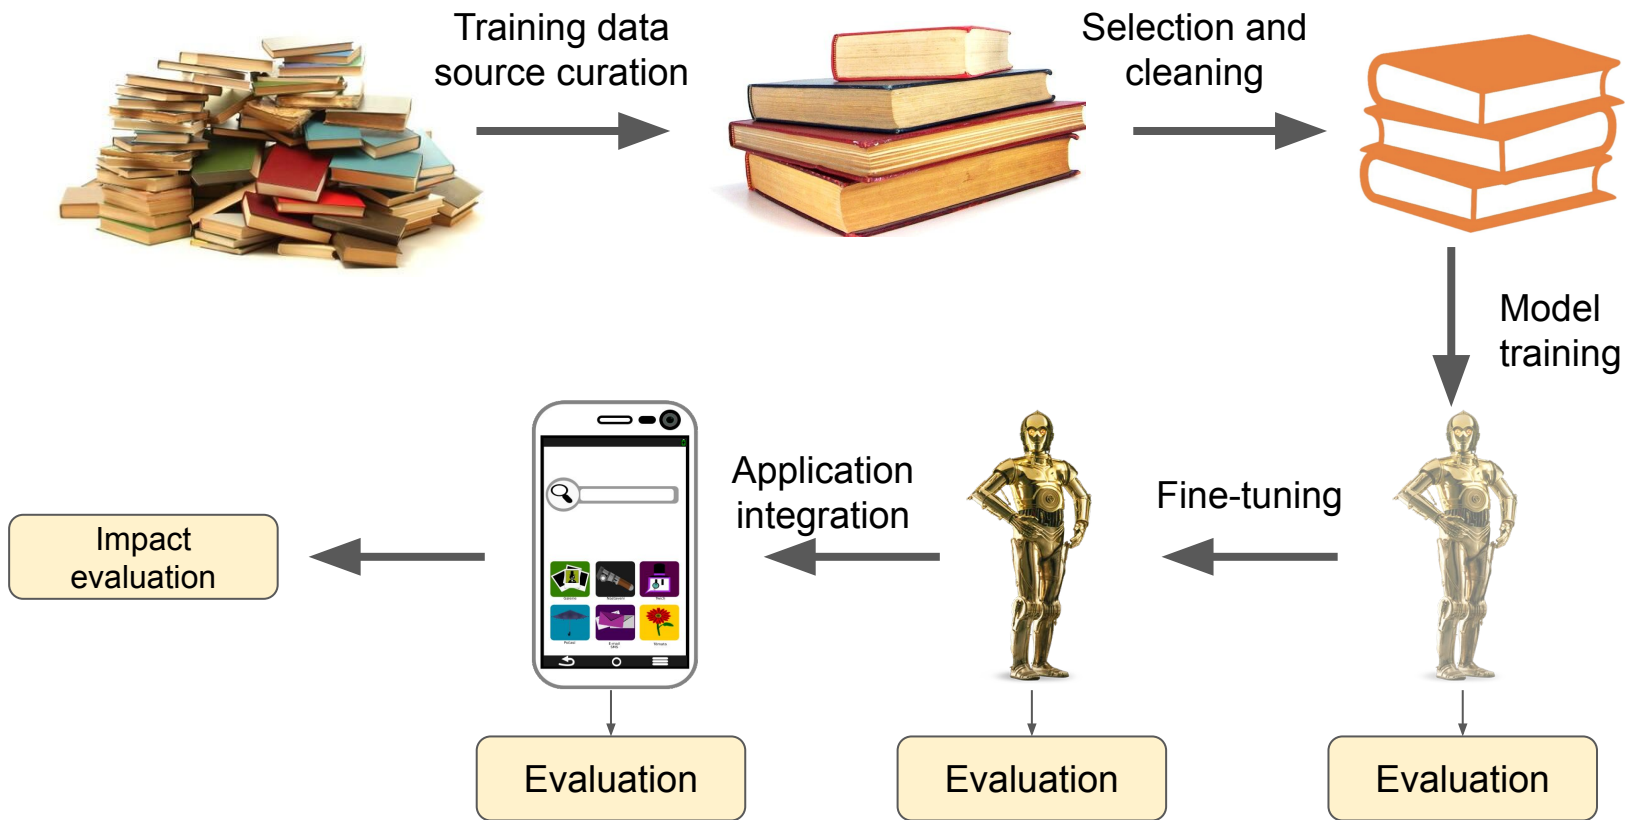 Training data
source curation
Selection and
cleaning
Model
training
Fine-tuning
Application
integration
Impact
evaluation
Evaluation
Evaluation
Evaluation